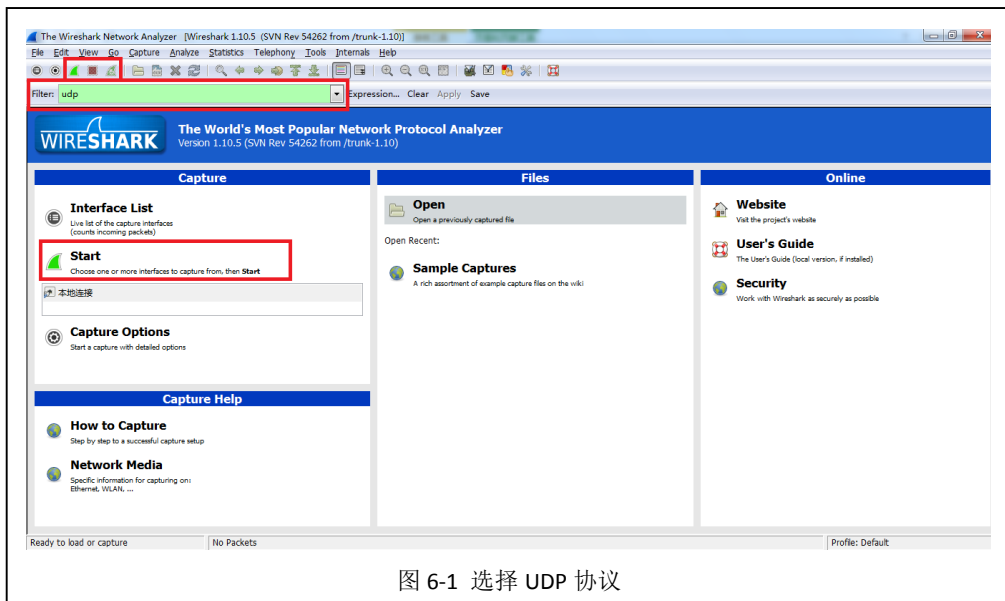 The Wireshark Network Analyzer [Wireshark 1.10.5 (SVN Rev 54262 from /trunk-1.10)]
File Edit View Go Capture Analyze Statistics Telephony Tools Internals Help
Filter: udp Expression... Clear Apply Save
WIRESHARK
The World's Most Popular Network Protocol Analyzer
Version 1.10.5 (SVN Rev 54262 from /trunk-1.10)
Capture
Interface List
Live list of the capture interfaces
(counts incoming packets)
Start
Choose one or more interfaces to capture from, then Start
本地连接
Capture Options
Start a capture with detailed options
Capture Help
How to Capture
Step by step to a successful capture setup
Network Media
Specific information for capturing on:
Ethernet, WLAN, ...
Files
Open
Open a previously captured file
Open Recent:
Sample Captures
A rich assortment of example capture files on the wiki
Online
Website
Visit the project's website
User's Guide
The User's Guide (local version, if installed)
Security
Work with Wireshark as securely as possible
Ready to load or capture No Packets Profile: Default
图 6-1 选择 UDP 协议